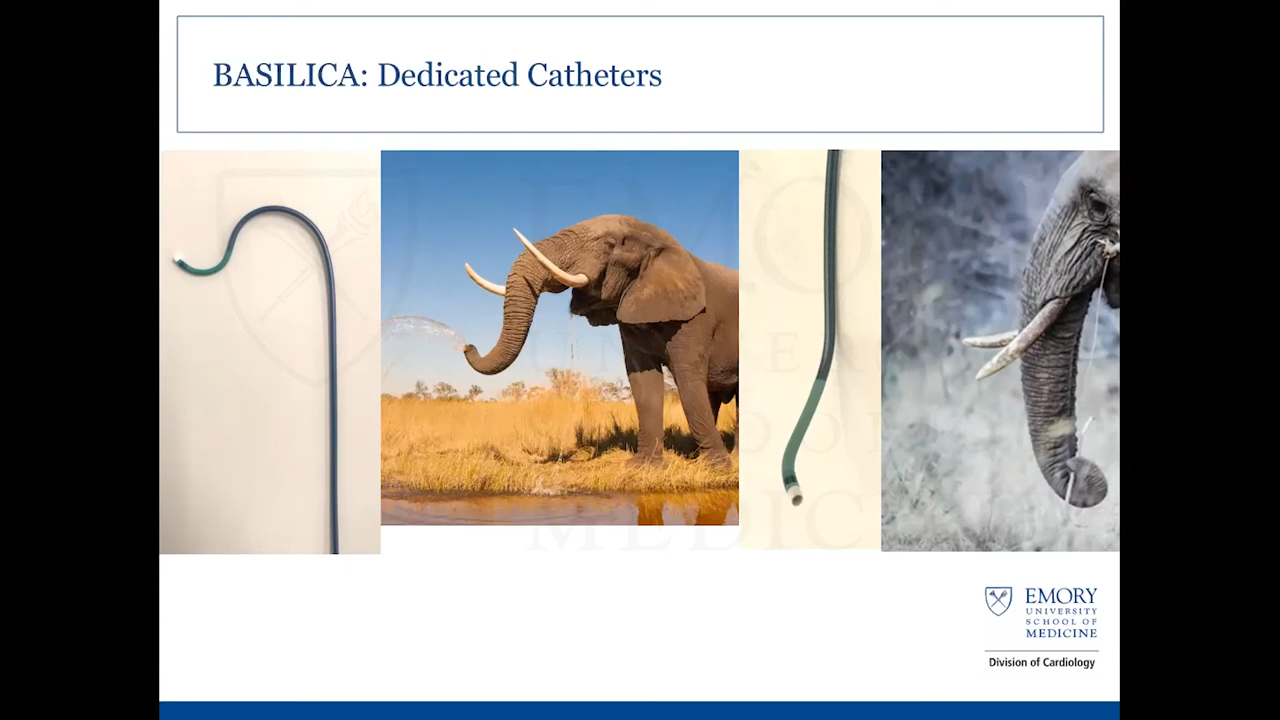 BASILICA: Dedicated Catheters
EMORY
UNIVERSITY
SCHOOL OF
MEDICINE
Division of Cardiology